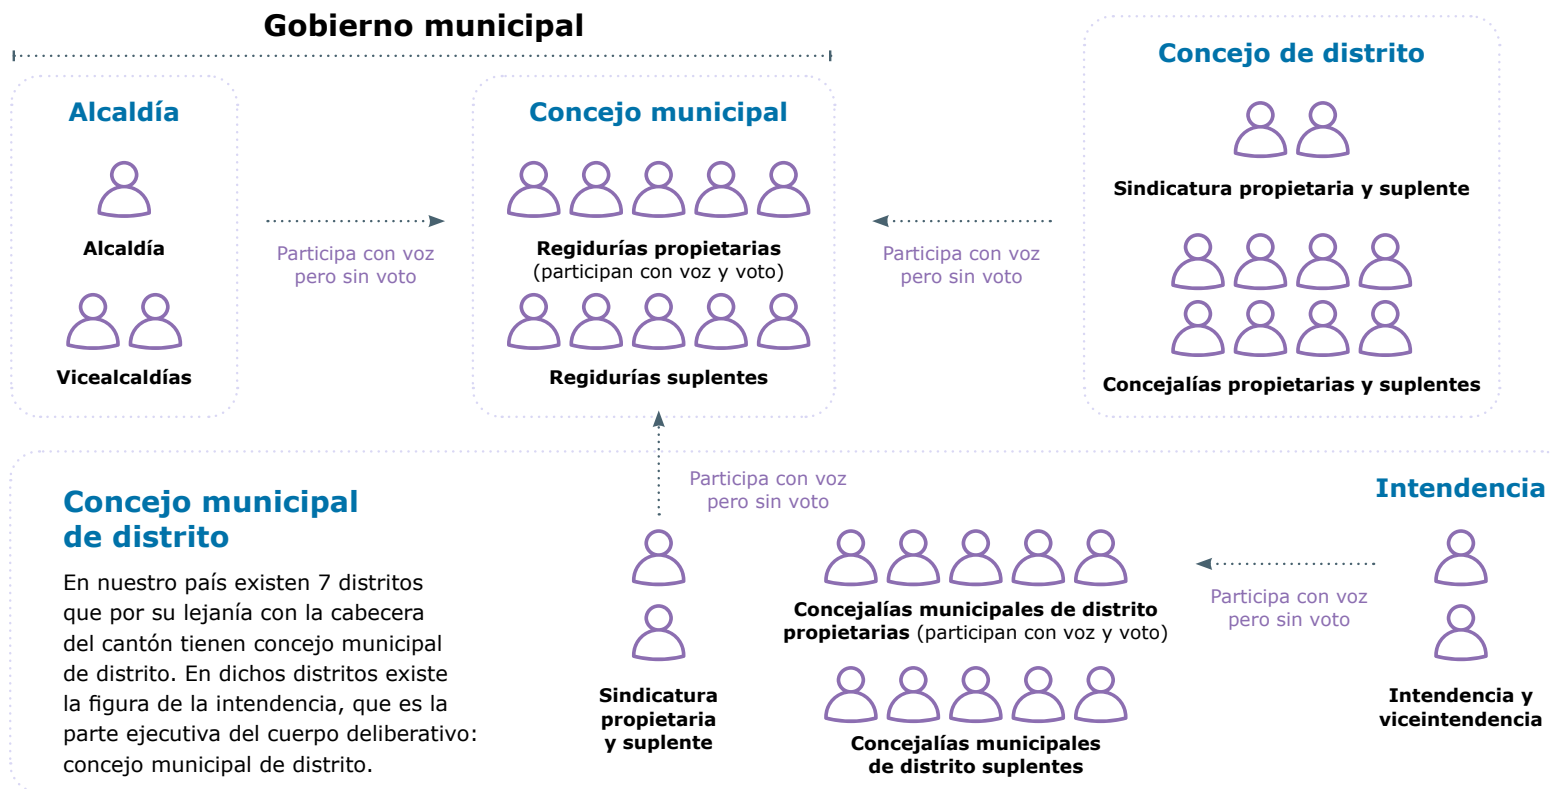 Gobierno municipal
Alcaldía
Alcaldía
Vicealcaldías
Participa con voz
pero sin voto
Concejo municipal
Regidurías propietarias
(participan con voz y voto)
Regidurías suplentes
Participa con voz
pero sin voto
Concejo de distrito
Sindicatura propietaria y suplente
Concejalías propietarias y suplentes
Concejo municipal
de distrito
En nuestro país existen 7 distritos
que por su lejanía con la cabecera
del cantón tienen concejo municipal
de distrito. En dichos distritos existe
la figura de la intendencia, que es la
parte ejecutiva del cuerpo deliberativo:
concejo municipal de distrito.
Participa con voz
pero sin voto
Sindicatura
propietaria
y suplente
Concejalías municipales de distrito
propietarias (participan con voz y voto)
Concejalías municipales
de distrito suplentes
Participa con voz
pero sin voto
Intendencia
Intendencia y
viceintendencia